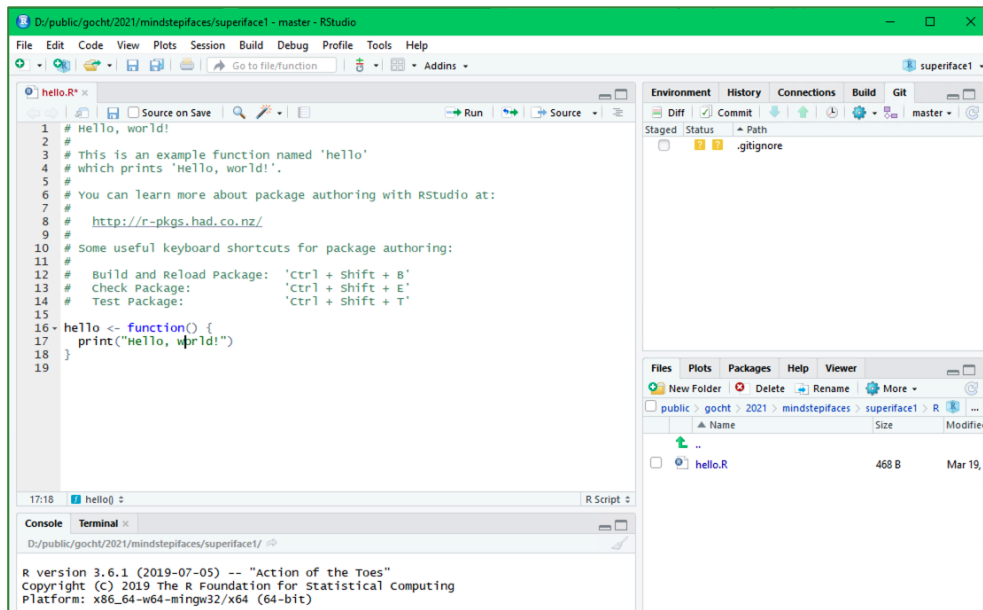 D:/public/gocht/2021/mindstepifaces/superiface1 - master - RStudio
File Edit Code View Plots Session Build Debug Profile Tools Help
Go to file/function Addins superiface1
hello.R*
Source on Save Run Source
1 # Hello, world!
2 #
3 # This is an example function named 'hello'
4 # which prints 'Hello, world!'.
5 #
6 # You can learn more about package authoring with RStudio at:
7 #
8 # http://r-pkgs.had.co.nz/
9 #
10 # Some useful keyboard shortcuts for package authoring:
11 #
12 # Build and Reload Package: 'Ctrl + Shift + B'
13 # Check Package: 'Ctrl + Shift + E'
14 # Test Package: 'Ctrl + Shift + T'
15
16 hello <- function() {
17 print("Hello, world!")
18 }
19
17:18 hello() R Script
Console Terminal
D:/public/gocht/2021/mindstepifaces/superiface1/
R version 3.6.1 (2019-07-05) -- "Action of the Toes"
Copyright (C) 2019 The R Foundation for Statistical Computing
Platform: x86_64-w64-mingw32/x64 (64-bit)
Environment History Connections Build Git
Diff Commit master
Staged Status Path
? ? .gitignore
Files Plots Packages Help Viewer
New Folder Delete Rename More
public > gocht > 2021 > mindstepifaces > superiface1 > R ...
Name Size Modifie
..
hello.R 468 B Mar 19,